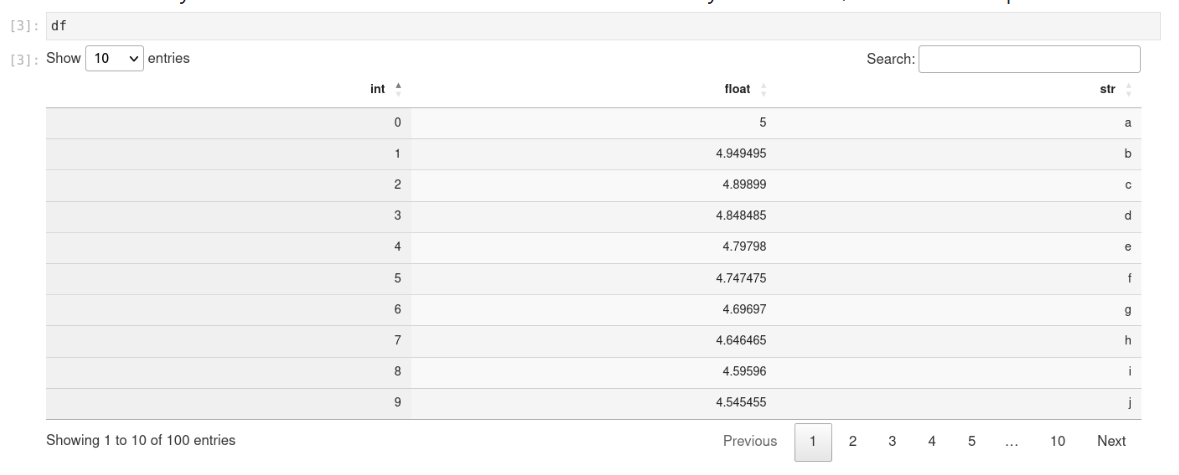 [3]: df
[3]: Show 10 entries Search:
int float str
0 5 a
1 4.949495 b
2 4.89899 c
3 4.848485 d
4 4.79798 e
5 4.747475 f
6 4.69697 g
7 4.646465 h
8 4.59596 i
9 4.545455 j
Showing 1 to 10 of 100 entries Previous 1 2 3 4 5 … 10 Next